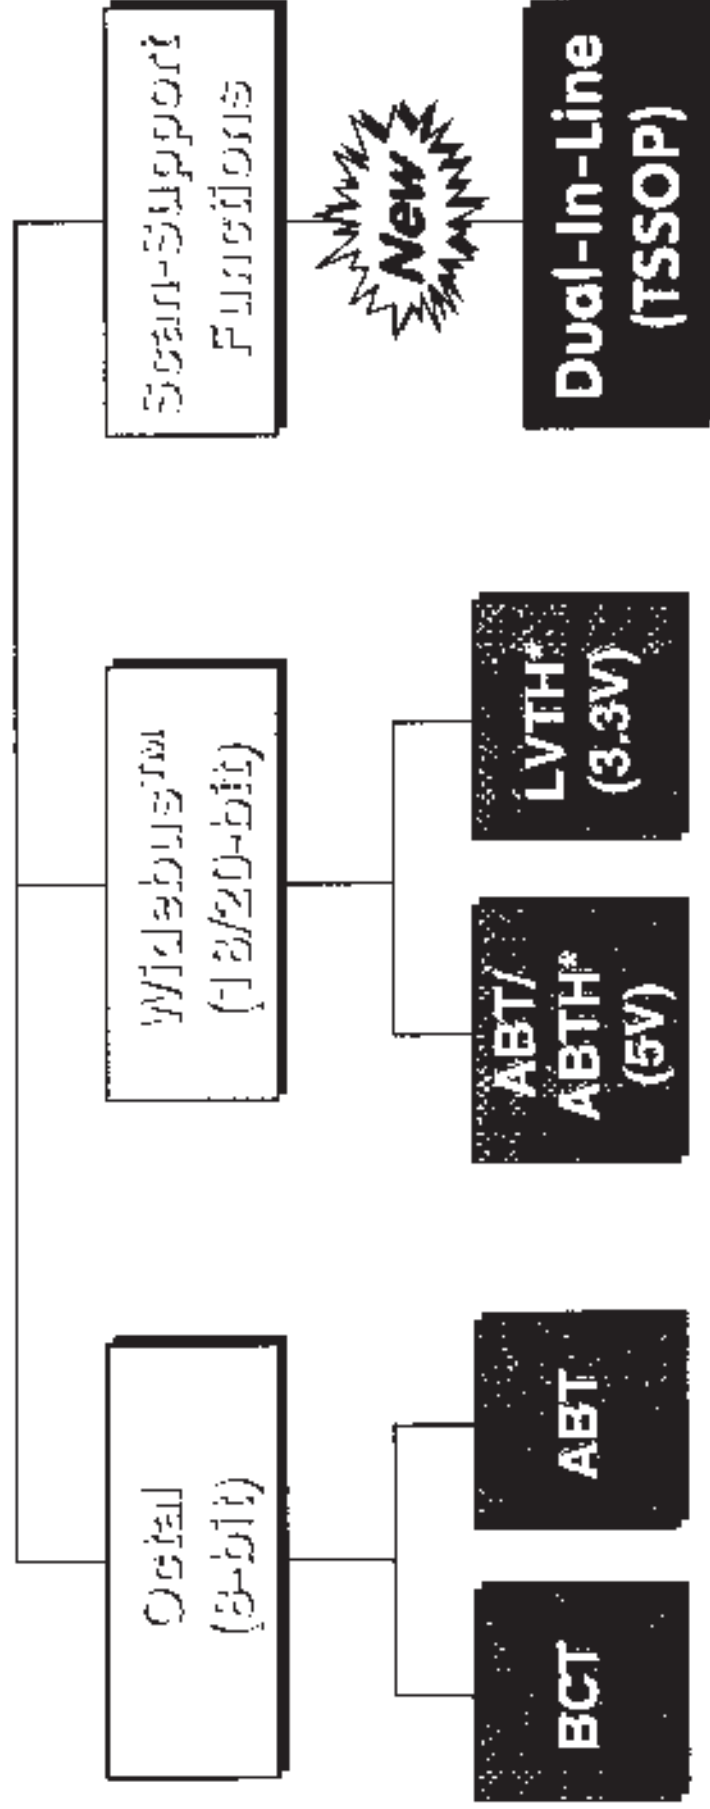 Octal
(8-bit)
Widebus™
(18/20-bit)
Scan-Support
Functions
New
BCT
ABT
ABT/
ABTH*
(5V)
LVTH*
(3.3V)
Dual-In-Line
(TSSOP)